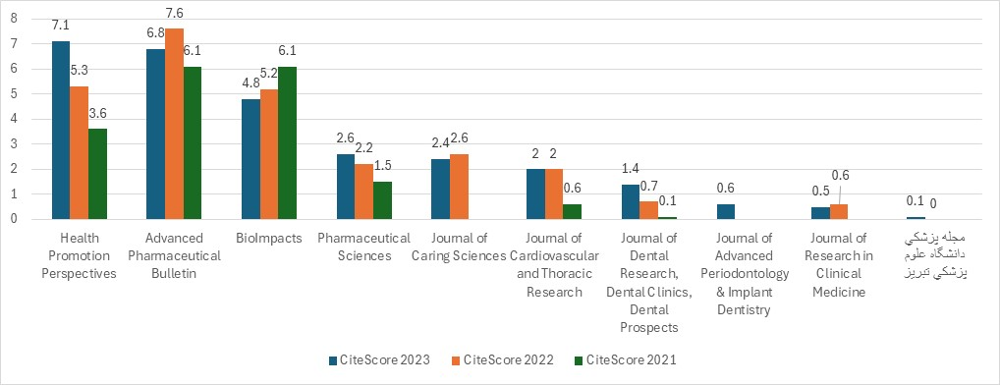 8
7
6
5
4
3
2
1
0
7.1
5.3
3.6
6.8
7.6
6.1
4.8
5.2
6.1
2.6
2.2
1.5
2.4
2.6
2
2
0.6
1.4
0.7
0.1
0.6
0.5
0.6
0.1
0
Health
Promotion
Perspectives
Advanced
Pharmaceutical
Bulletin
BioImpacts
Pharmaceutical
Sciences
Journal of
Caring Sciences
Journal of
Cardiovascular
and Thoracic
Research
Journal of
Dental
Research,
Dental Clinics,
Dental
Prospects
Journal of
Advanced
Periodontology
& Implant
Dentistry
Journal of
Research in
Clinical
Medicine
مجله پزشکي
دانشگاه علوم
پزشکي تبريز
CiteScore 2023
CiteScore 2022
CiteScore 2021